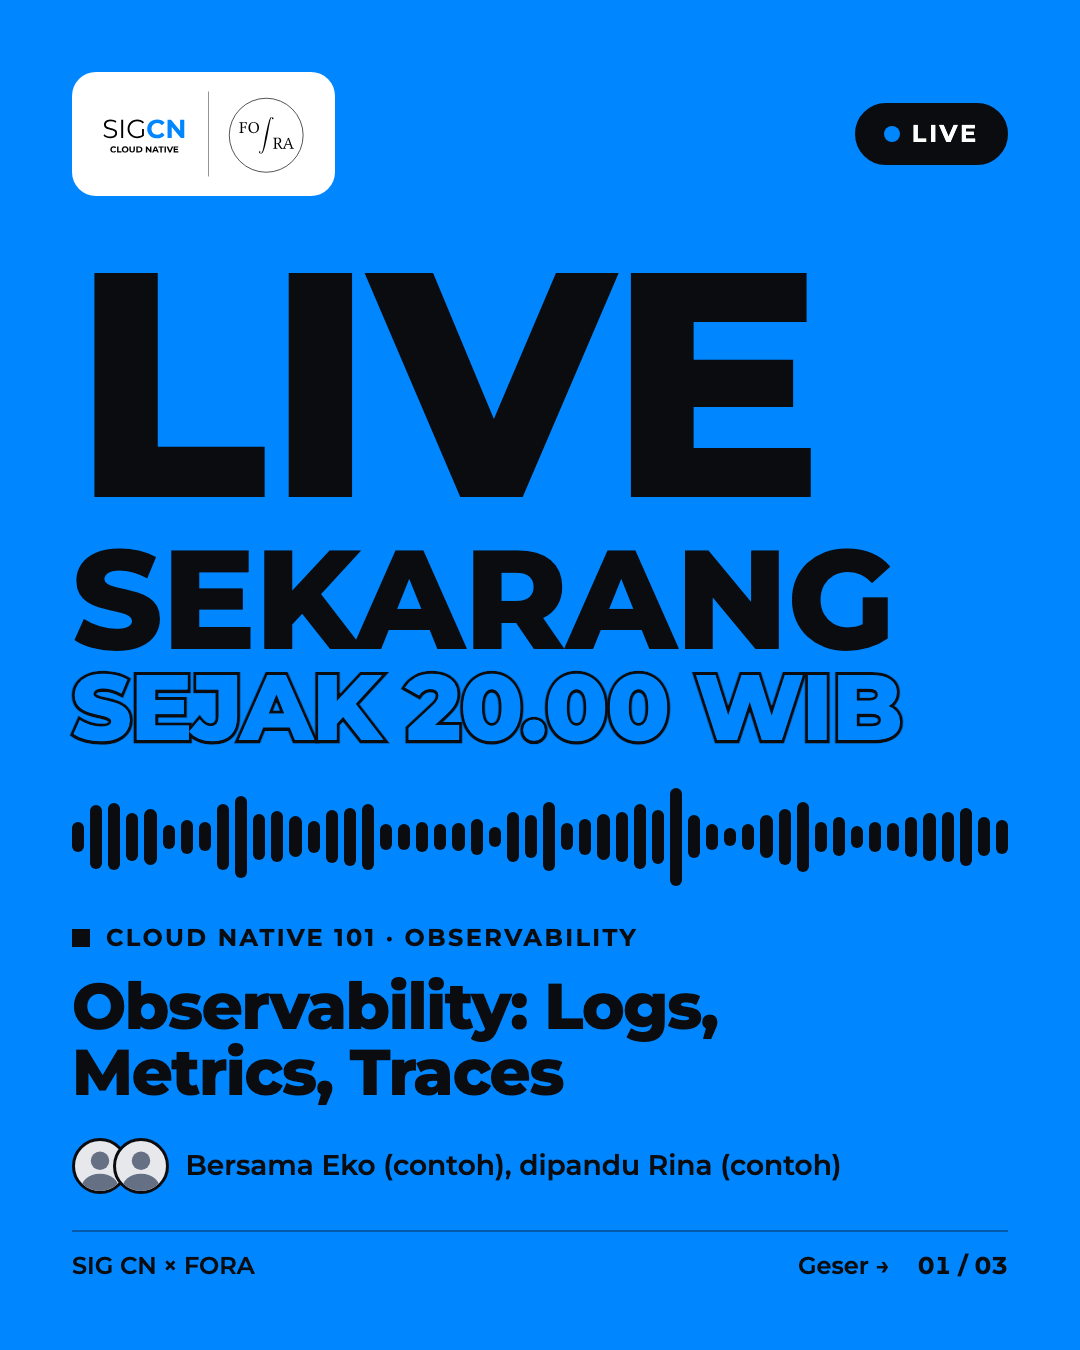 SIGCN
CLOUD NATIVE
FO
RA
LIVE
LIVE
SEKARANG
SEJAK 20.00 WIB
CLOUD NATIVE 101 · OBSERVABILITY
Observability: Logs,
Metrics, Traces
Bersama Eko (contoh), dipandu Rina (contoh)
SIG CN × FORA
Geser → 01 / 03